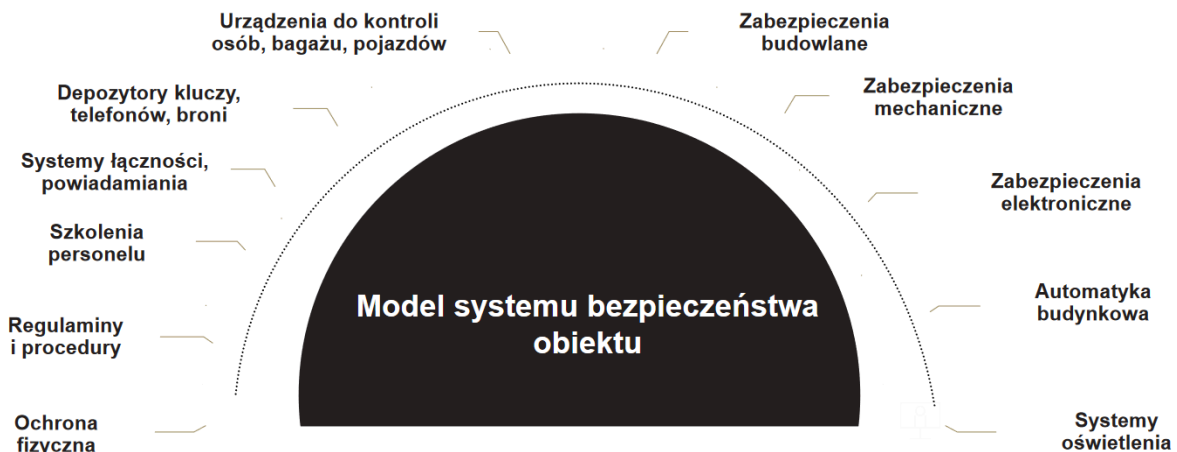 Urządzenia do kontroli
osób, bagażu, pojazdów
Zabezpieczenia
budowlane
Depozytory kluczy,
telefonów, broni
Zabezpieczenia
mechaniczne
Systemy łączności,
powiadamiania
Zabezpieczenia
elektroniczne
Szkolenia
personelu
Automatyka
budynkowa
Regulaminy
i procedury
Model systemu bezpieczeństwa
obiektu
Ochrona
fizyczna
Systemy
oświetlenia